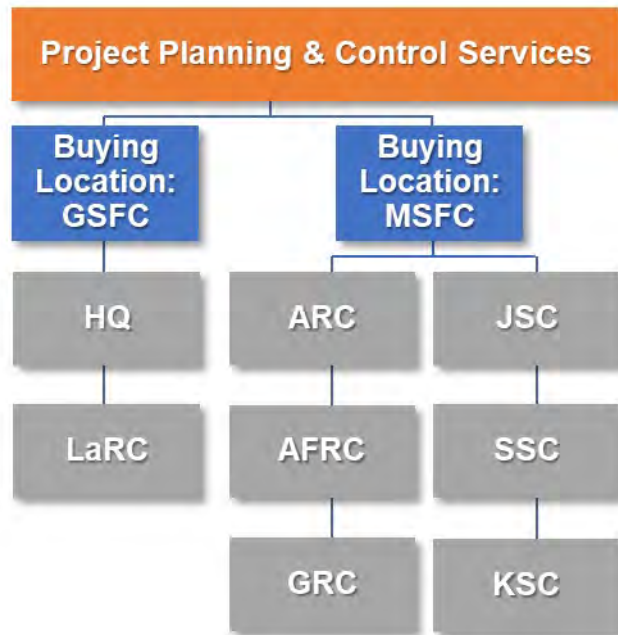 Project Planning & Control Services
Buying
Location:
GSFC
Buying
Location:
MSFC
HQ
ARC
JSC
LaRC
AFRC
SSC
GRC
KSC